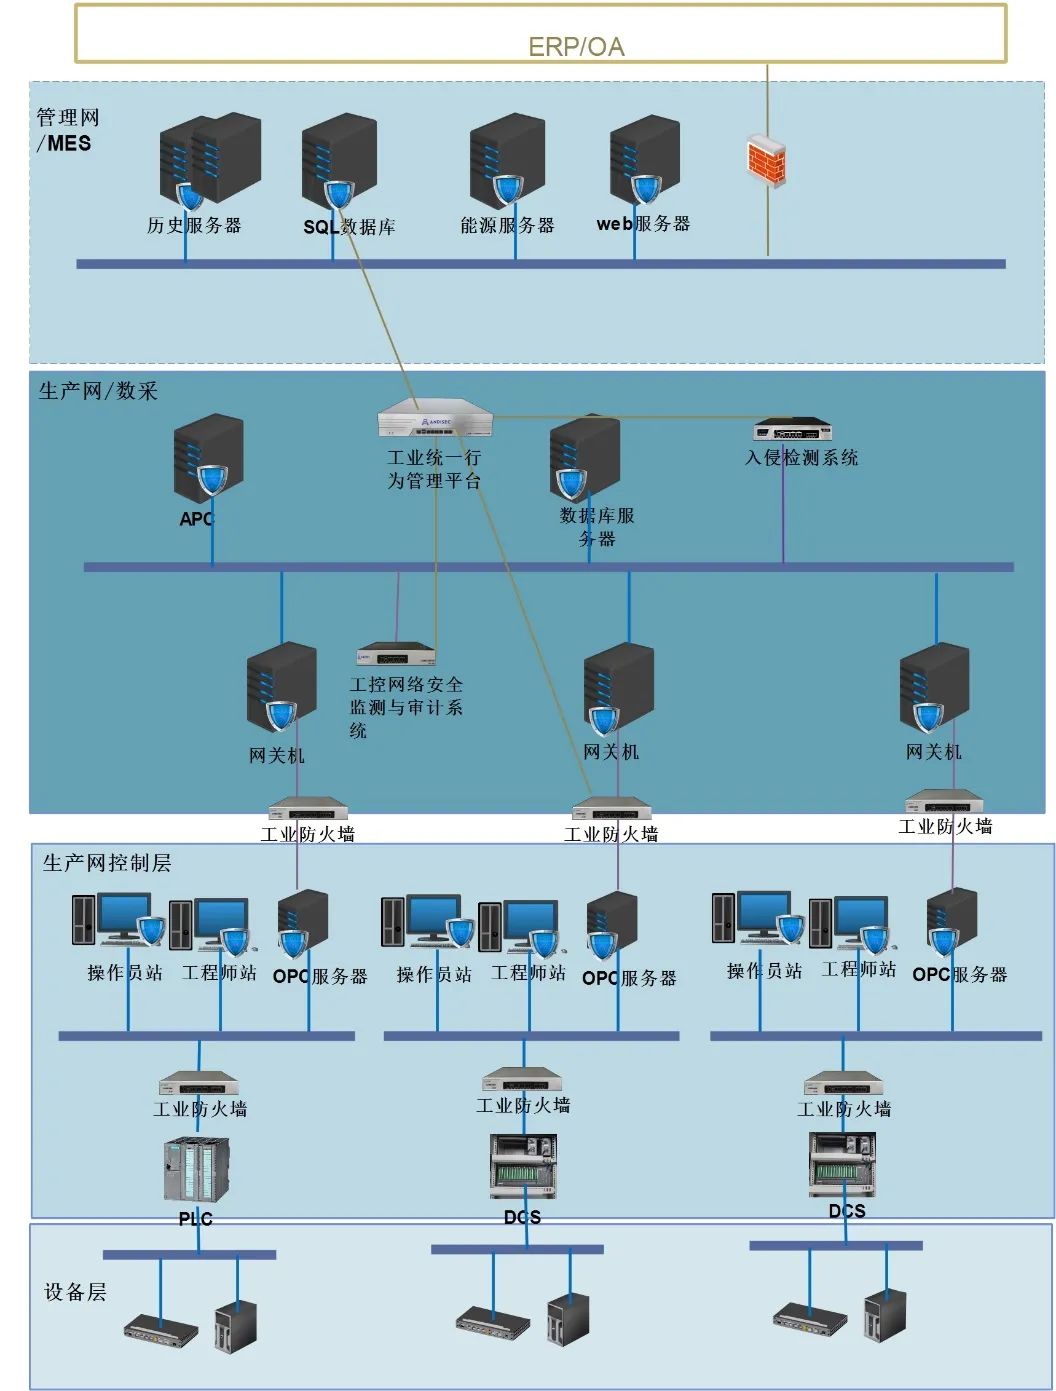 ERP/OA
管理网
/MES
历史服务器
SQL数据库
能源服务器
web服务器
生产网/数采
ANDISEC
工业统一行
为管理平台
入侵检测系统
APC
数据库服
务器
工控网络安全
监测与审计系
统
网关机
网关机
网关机
工业防火墙
工业防火墙
工业防火墙
生产网控制层
操作员站
工程师站
OPC服务器
操作员站
工程师站
OPC服务器
操作员站
工程师站
OPC服务器
工业防火墙
工业防火墙
工业防火墙
PLC
DCS
DCS
设备层